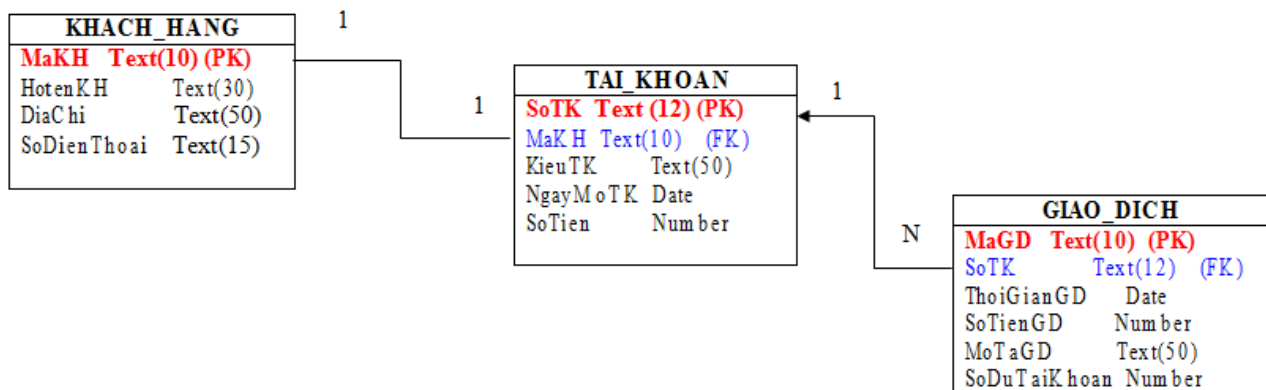 KHACH_HANG
MaKH Text(10) (PK)
HotenKH Text(30)
DiaChi Text(50)
SoDienThoai Text(15)
1
1
TAI_KHOAN
SoTK Text (12) (PK)
MaKH Text(10) (FK)
KieuTK Text(50)
NgayMoTK Date
SoTien Number
1
N
GIAO_DICH
MaGD Text(10) (PK)
SoTK Text(12) (FK)
ThoiGianGD Date
SoTienGD Number
MoTaGD Text(50)
SoDuTaiKhoan Number